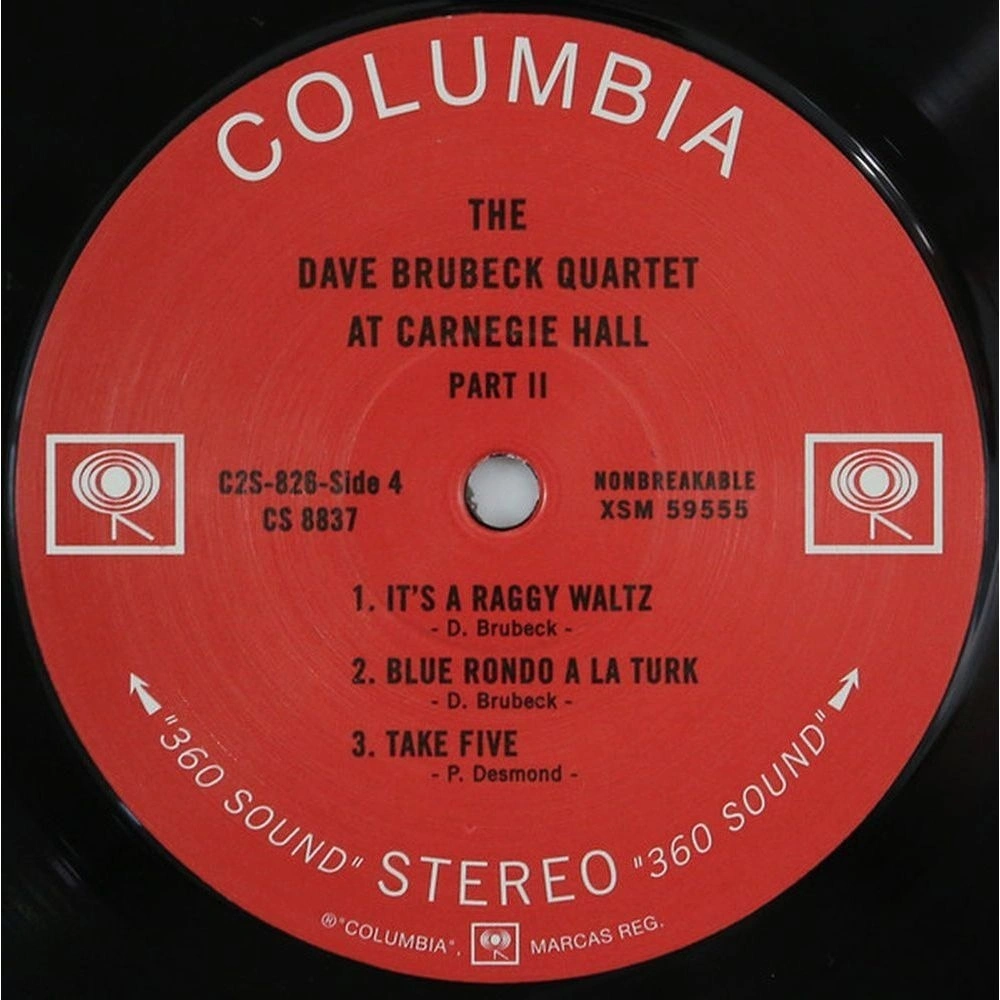 COLUMBIA
THE
DAVE BRUBECK QUARTET
AT CARNEGIE HALL
PART II
C2S-826-Side 4
CS 8837
NONBREAKABLE
XSM 59555
1. IT'S A RAGGY WALTZ
- D. Brubeck -
2. BLUE RONDO A LA TURK
- D. Brubeck -
3. TAKE FIVE
- P. Desmond -
"360 SOUND" STEREO "360 SOUND"
®"COLUMBIA", MARCAS REG.